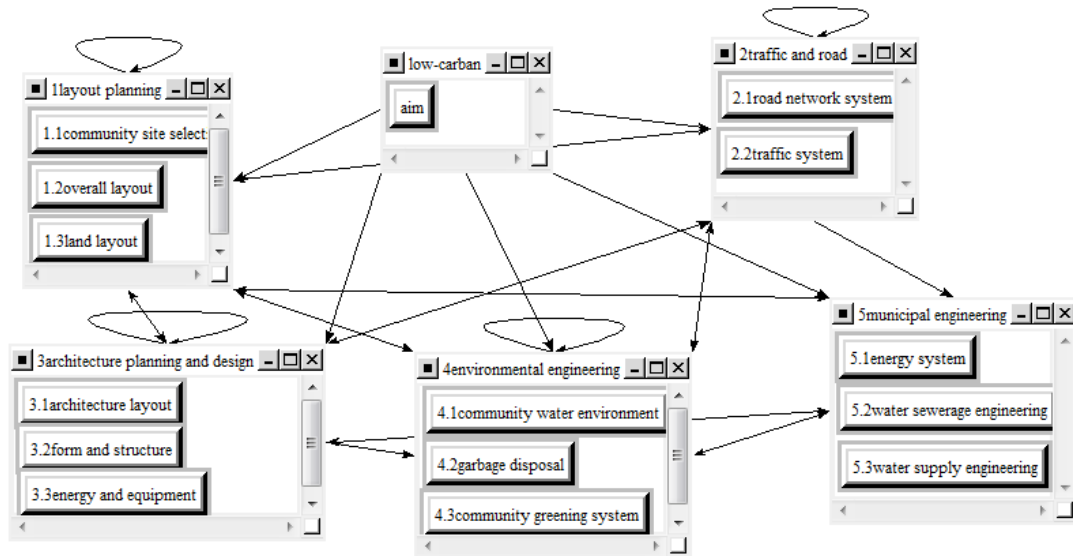 1layout planning
1.1community site selects
1.2overall layout
1.3land layout
low-carban
aim
2traffic and road
2.1road network system
2.2traffic system
3architecture planning and design
3.1architecture layout
3.2form and structure
3.3energy and equipment
4environmental engineering
4.1community water environment
4.2garbage disposal
4.3community greening system
5municipal engineering
5.1energy system
5.2water sewerage engineering
5.3water supply engineering